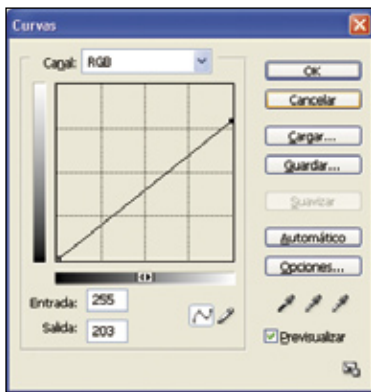 Curvas
Canal: RGB
OK
Cancelar
Cargar...
Guardar...
Suavizar
Automático
Opciones...
Entrada: 255
Salida: 203
Previsualizar